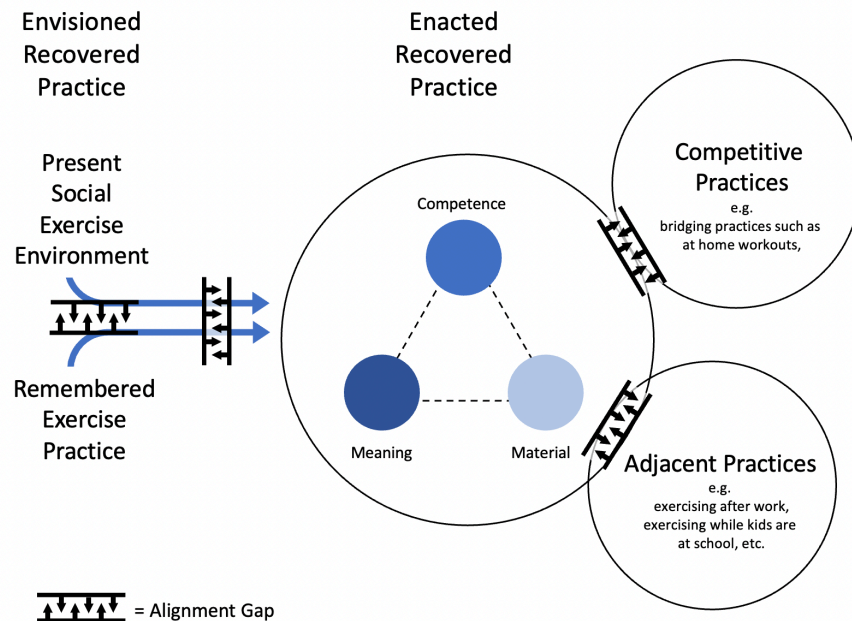 Envisioned
Recovered
Practice
Enacted
Recovered
Practice
Present
Social
Exercise
Environment
Remembered
Exercise
Practice
Competence
Meaning
Material
Competitive
Practices
e.g.
bridging practices such as
at home workouts,
Adjacent Practices
e.g.
exercising after work,
exercising while kids are
at school, etc.
= Alignment Gap